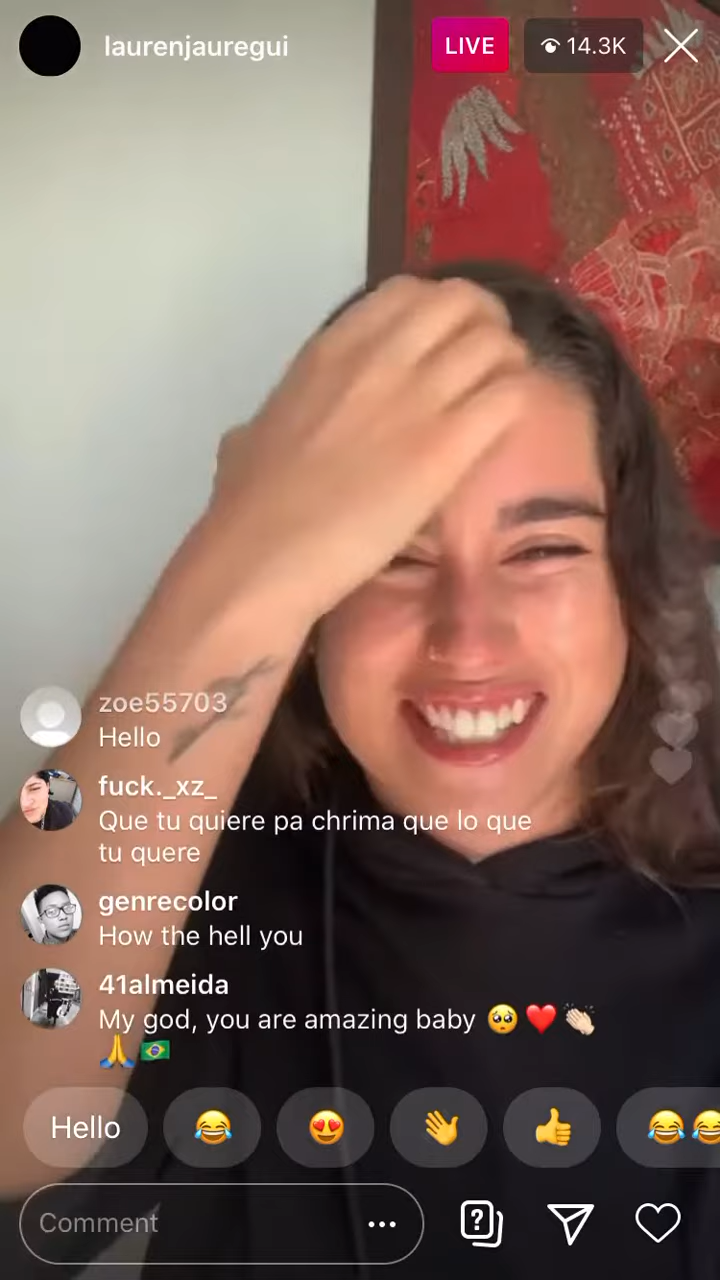 laurenjauregui
LIVE
14.3K
zoe55703
Hello
fuck._xz_
Que tu quiere pa chrima que lo que
tu quere
genrecolor
How the hell you
41almeida
My god, you are amazing baby 🥺❤️👏🏻
🙏🇧🇷
Hello 😂 😍 👋 👍 😂😂
Comment